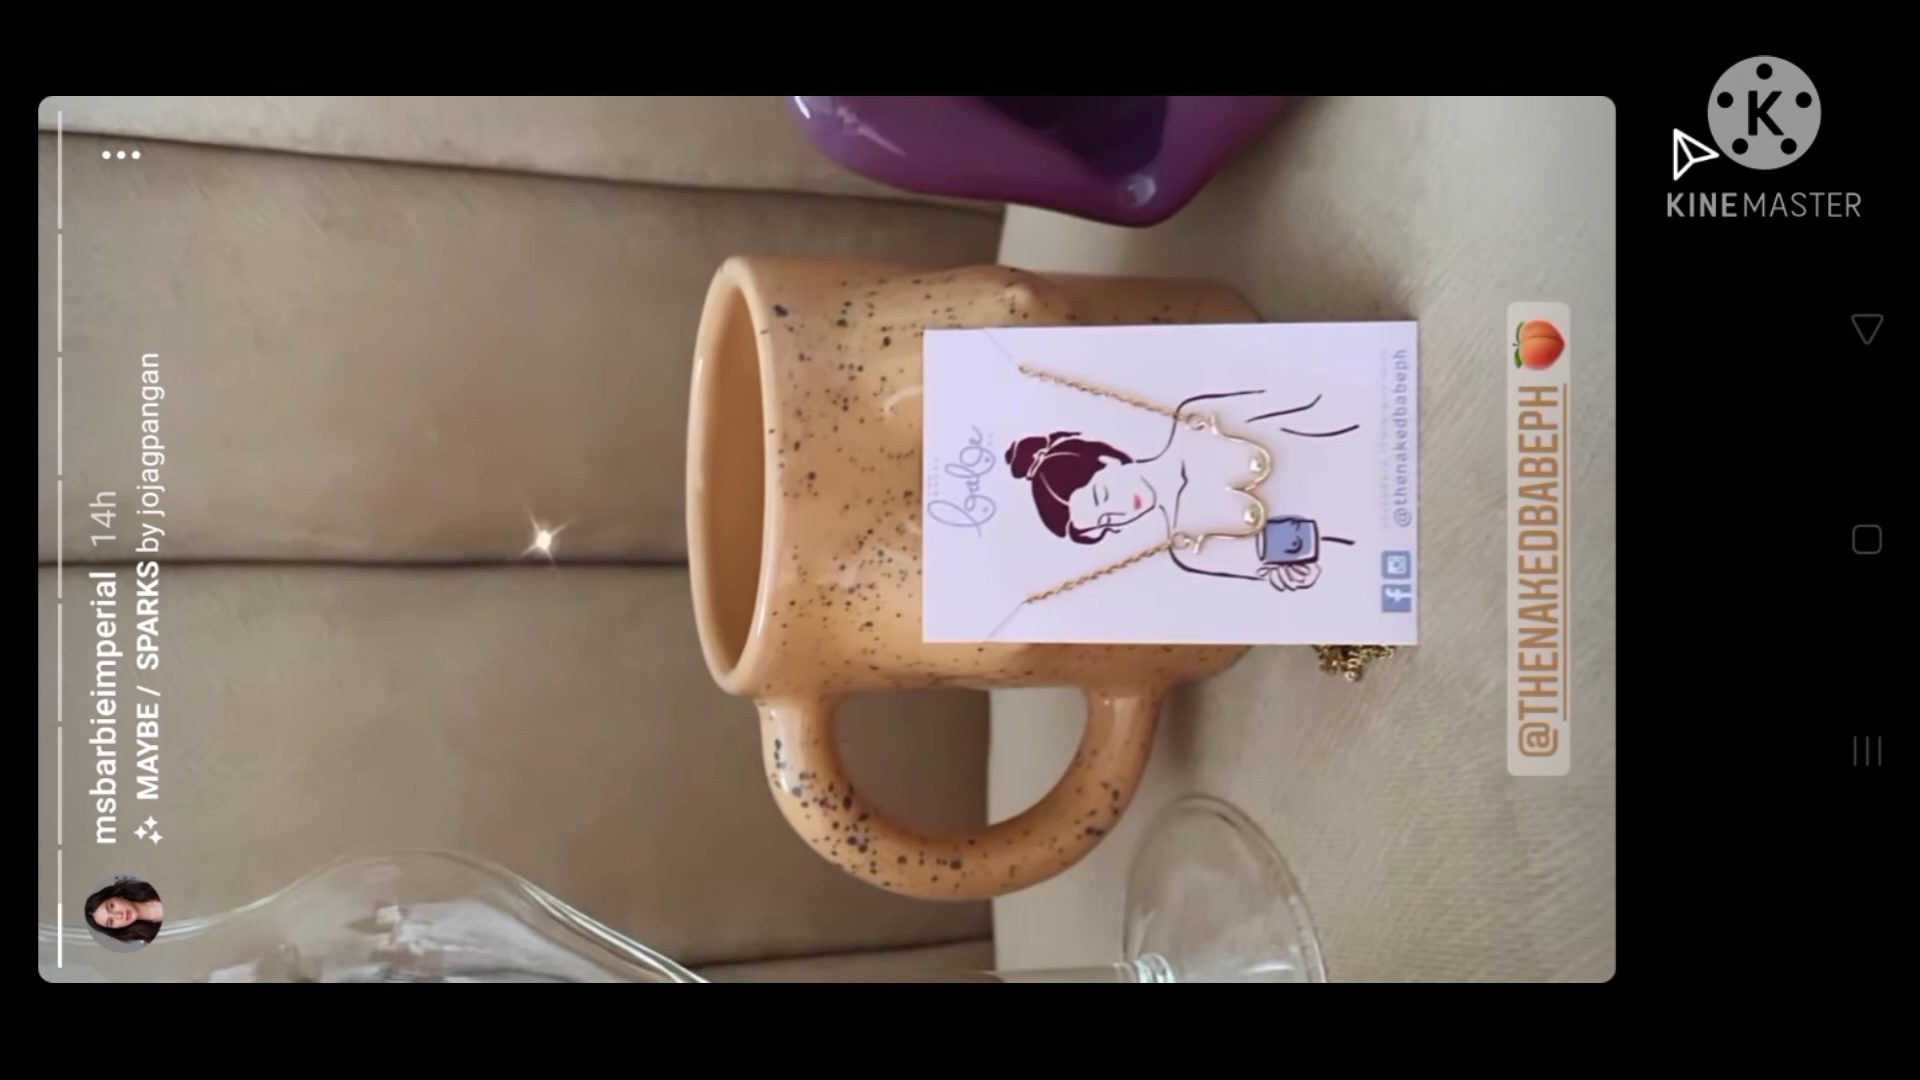 msbarbieimperial 14h
MAYBE / SPARKS by jojagpangan
babe
@thenakedbabeph
@THENAKEDBABEPH
KINEMASTER